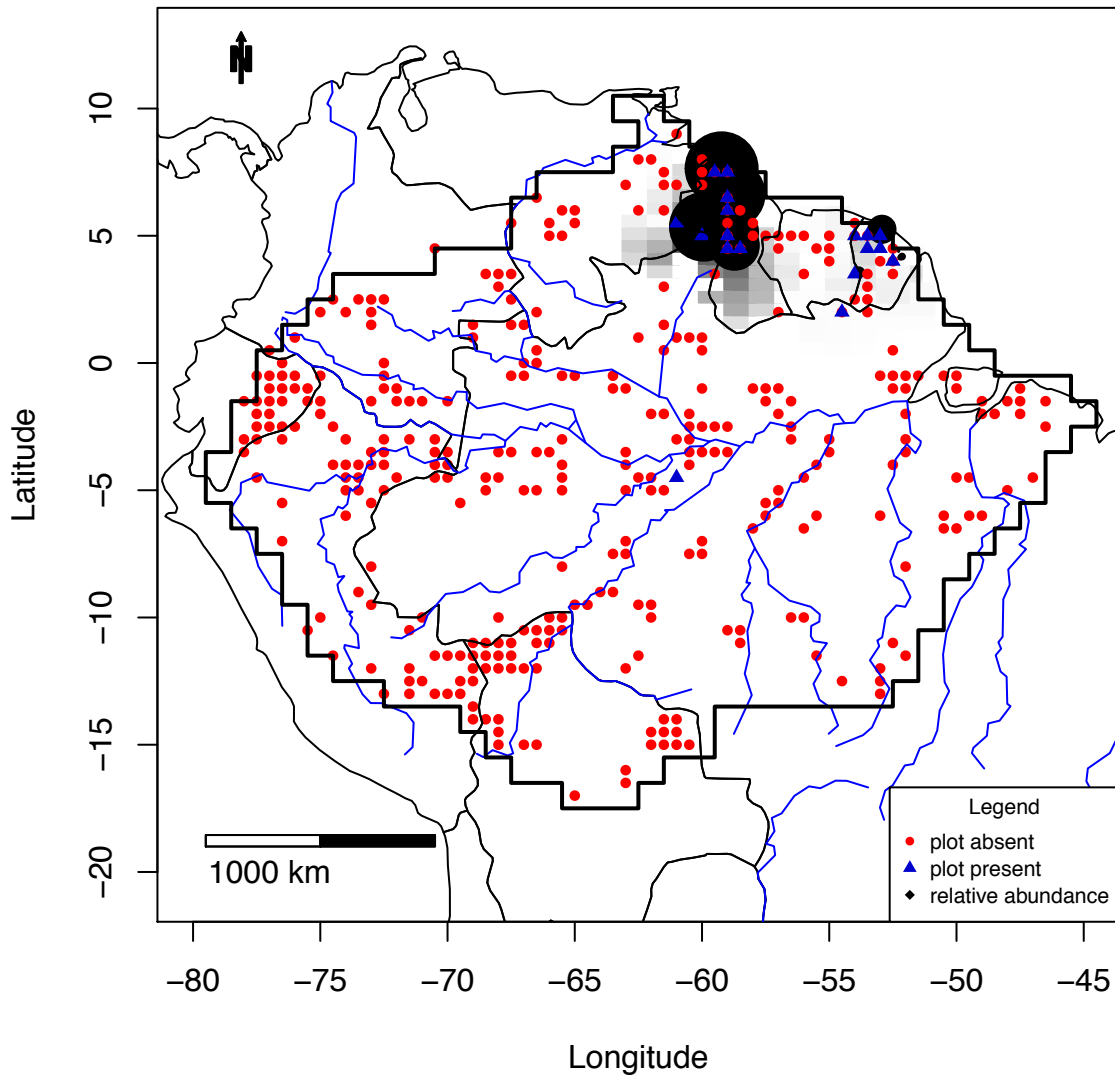 N
10
5
0
−5
−10
−15
−20
Latitude
1000 km
Legend
plot absent
plot present
relative abundance
−80 −75 −70 −65 −60 −55 −50 −45
Longitude